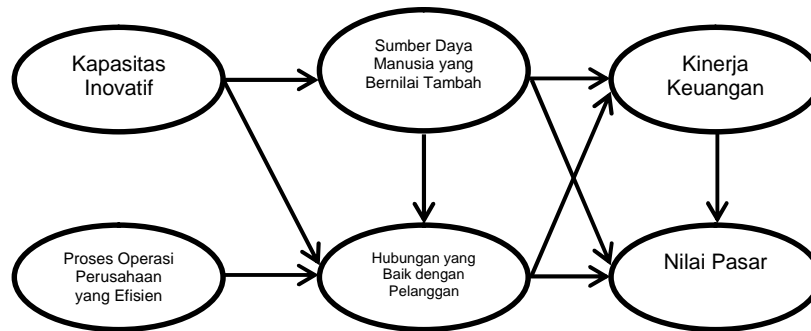 Kapasitas
Inovatif
Sumber Daya
Manusia yang
Bernilai Tambah
Kinerja
Keuangan
Proses Operasi
Perusahaan
yang Efisien
Hubungan yang
Baik dengan
Pelanggan
Nilai Pasar